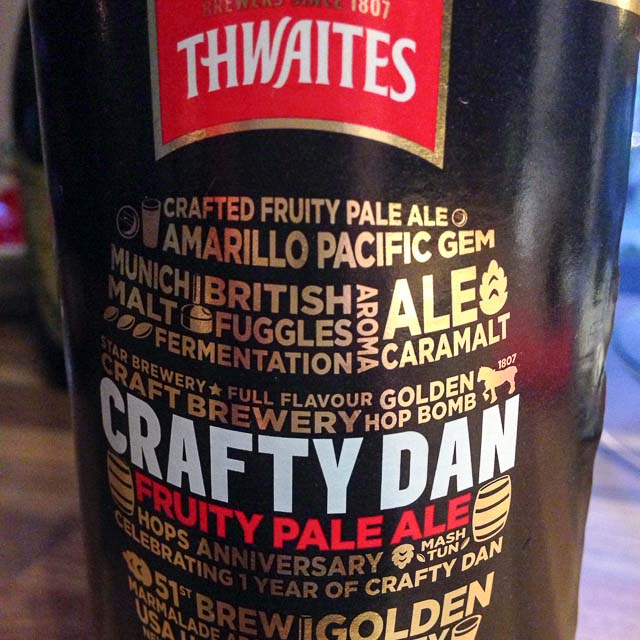 BREWERS SINCE 1807
THWAITES
CRAFTED FRUITY PALE ALE
AMARILLO PACIFIC GEM
MUNICH MALT
BRITISH FUGGLES
AROMA
ALE
FERMENTATION
CARAMALT
STAR BREWERY ★ FULL FLAVOUR
CRAFT BREWERY
GOLDEN
HOP BOMB
1807
CRAFTY DAN
FRUITY PALE ALE
HOPS ANNIVERSARY
MASH TUN
CELEBRATING 1 YEAR OF CRAFTY DAN
51ST BREW
GOLDEN
MARMALADE
USA